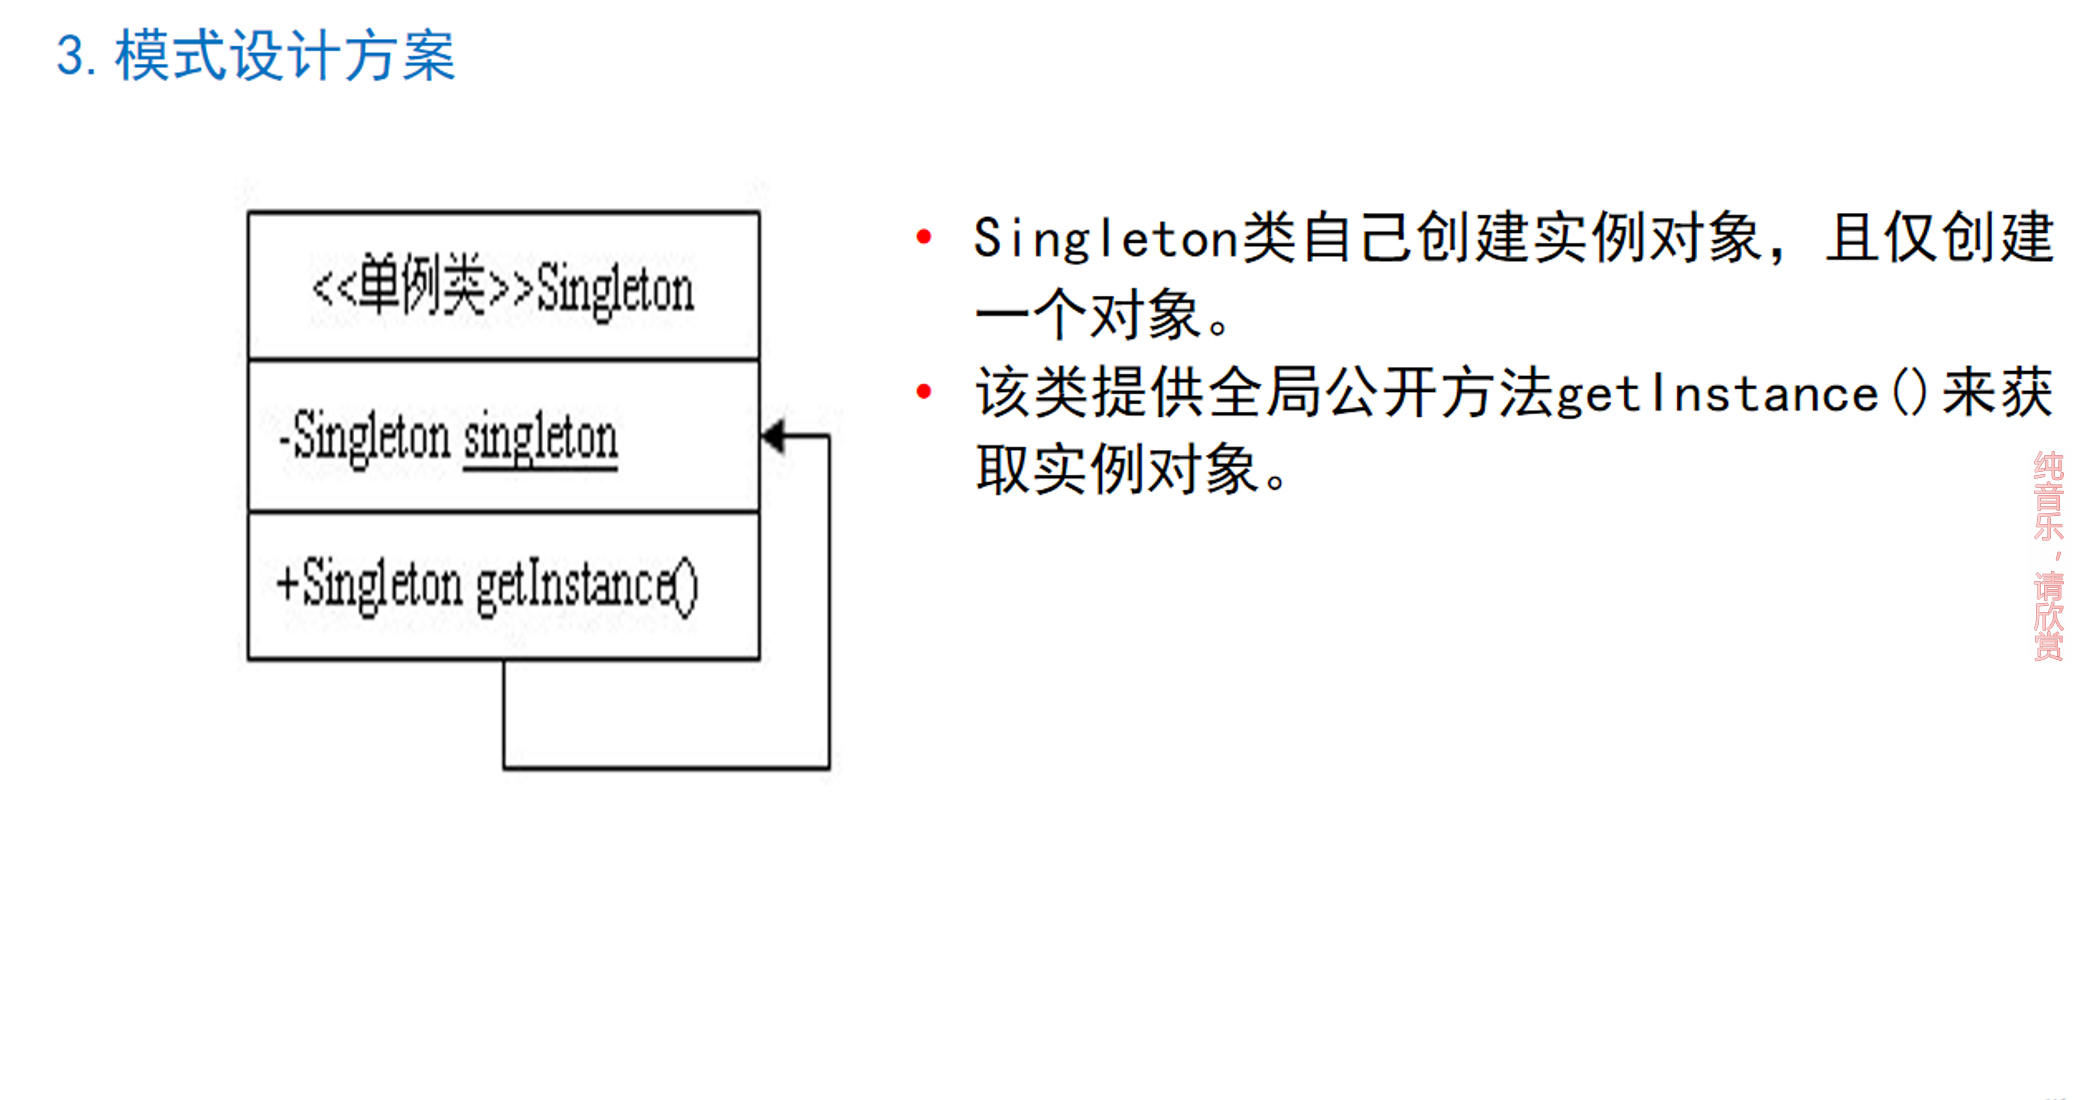 3. 模式设计方案
<<单例类>>Singleton
-Singleton singleton
+Singleton getInstance()
• Singleton类自己创建实例对象，且仅创建
一个对象。
• 该类提供全局公开方法getInstance()来获
取实例对象。
纯音乐，请欣赏